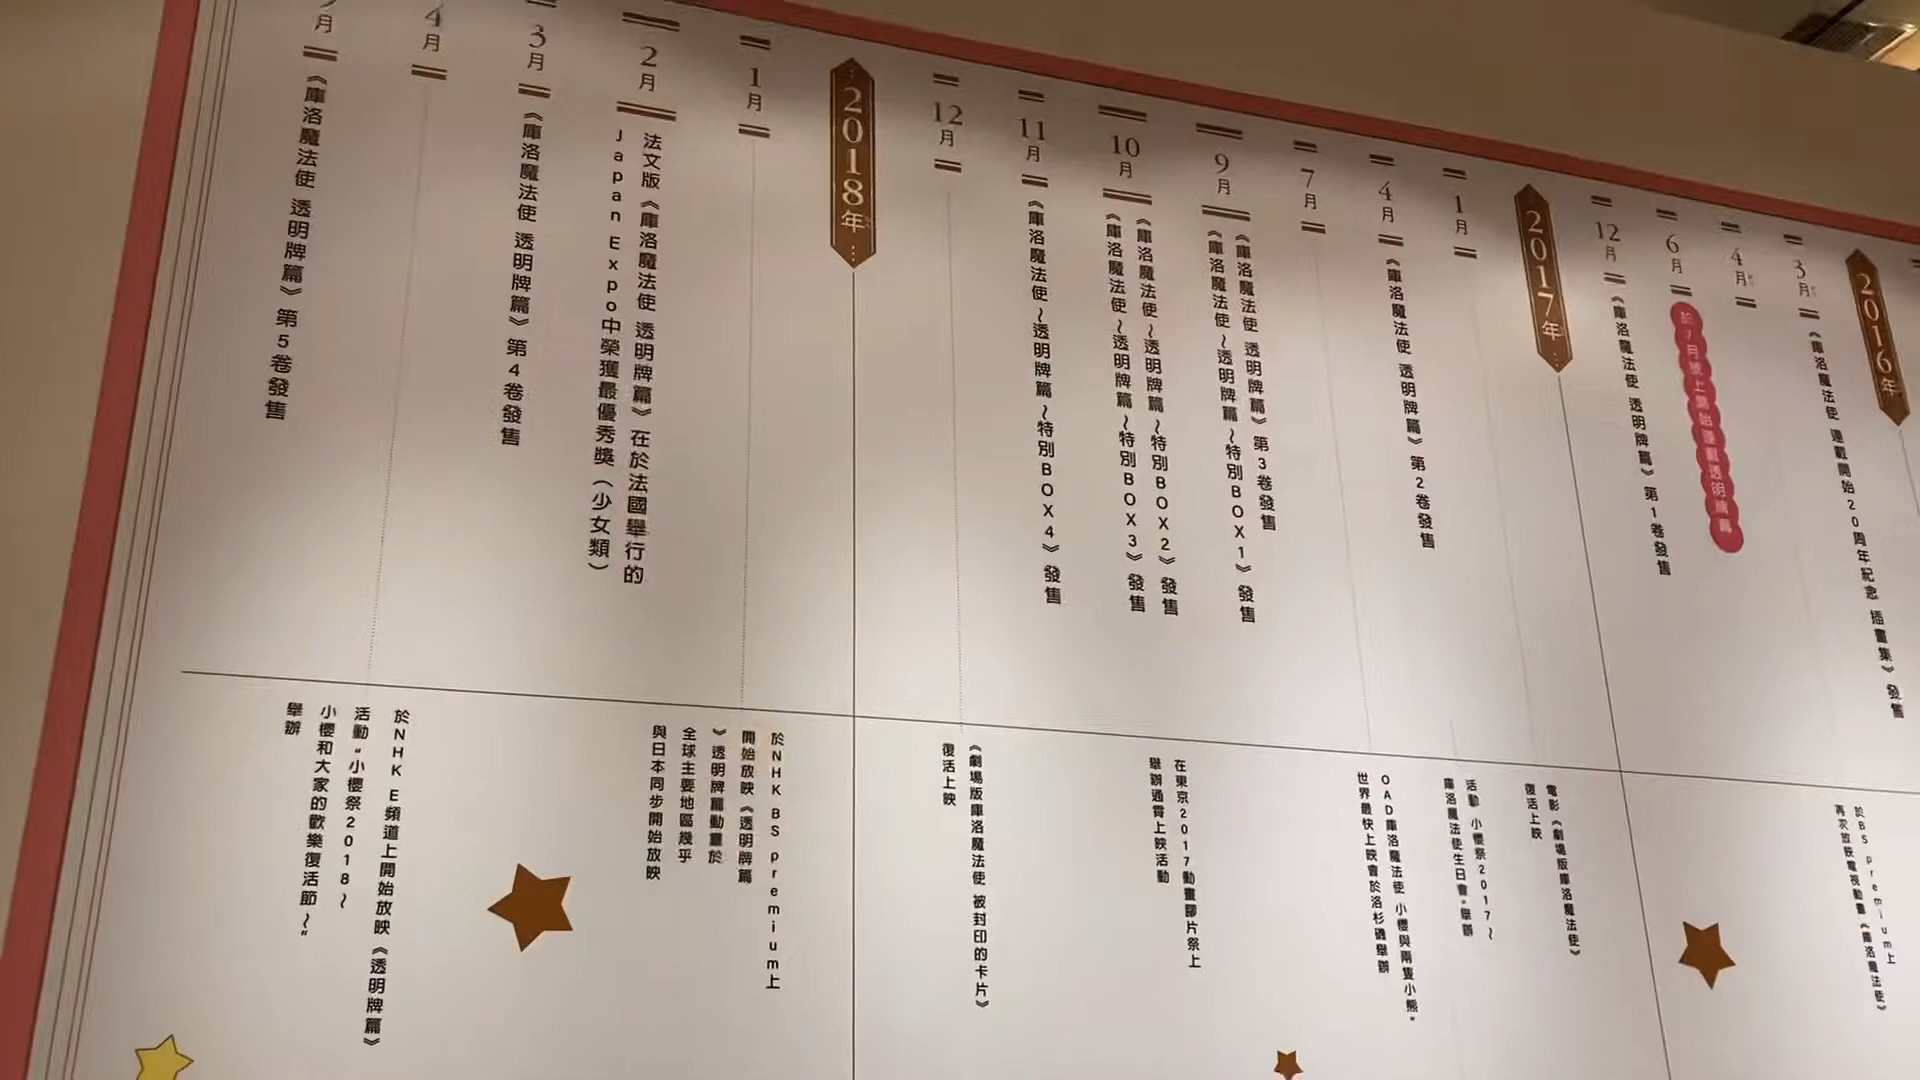 2016年
3月
《庫洛魔法使 連載開始20周年紀念 插畫集》發售
4月
於BS premium上
再次放映電視動畫《庫洛魔法使》
6月
於7月號上開始連載透明牌篇
12月
《庫洛魔法使 透明牌篇》第1卷發售
2017年
1月
電影《劇場版庫洛魔法使》
復活上映
4月
《庫洛魔法使 透明牌篇》第2卷發售
活動 小櫻祭2017~
庫洛魔法使生日會"舉辦
7月
OAD庫洛魔法使 小櫻與兩隻小熊"
世界最快上映會於洛杉磯舉辦
9月
《庫洛魔法使 透明牌篇》第3卷發售
《庫洛魔法使~透明牌篇~特別BOX1》發售
10月
《庫洛魔法使~透明牌篇~特別BOX2》發售
《庫洛魔法使~透明牌篇~特別BOX3》發售
在東京2017動畫膠片祭上
舉辦通宵上映活動
11月
《庫洛魔法使~透明牌篇~特別BOX4》發售
12月
《劇場版庫洛魔法使 被封印的卡片》
復活上映
2018年
1月
於NHK BS premium上
開始放映《透明牌篇
》透明牌篇動畫於
全球主要地區幾乎
與日本同步開始放映
2月
法文版《庫洛魔法使 透明牌篇》在於法國舉行的
Japan Expo中榮獲最優秀獎（少女類）
3月
《庫洛魔法使 透明牌篇》第4卷發售
4月
於NHK E頻道上開始放映《透明牌篇》
活動"小櫻祭2018~
小櫻和大家的歡樂復活節~"
舉辦
月
《庫洛魔法使 透明牌篇》第5卷發售